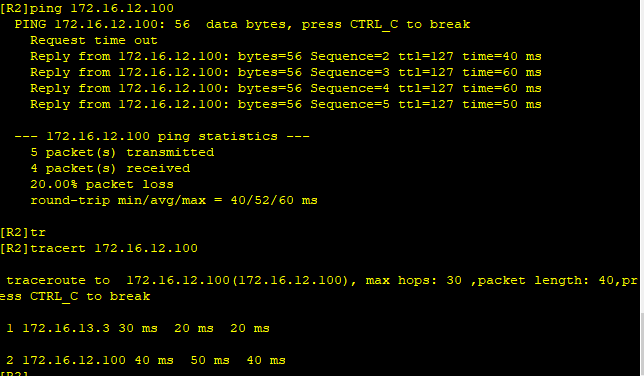 [R2]ping 172.16.12.100
PING 172.16.12.100: 56  data bytes, press CTRL_C to break
Request time out
Reply from 172.16.12.100: bytes=56 Sequence=2 ttl=127 time=40 ms
Reply from 172.16.12.100: bytes=56 Sequence=3 ttl=127 time=60 ms
Reply from 172.16.12.100: bytes=56 Sequence=4 ttl=127 time=60 ms
Reply from 172.16.12.100: bytes=56 Sequence=5 ttl=127 time=50 ms
--- 172.16.12.100 ping statistics ---
5 packet(s) transmitted
4 packet(s) received
20.00% packet loss
round-trip min/avg/max = 40/52/60 ms
[R2]tr
[R2]tracert 172.16.12.100
traceroute to  172.16.12.100(172.16.12.100), max hops: 30 ,packet length: 40,pr
ess CTRL_C to break
1 172.16.13.3 30 ms  20 ms  20 ms
2 172.16.12.100 40 ms  50 ms  40 ms
[R2]